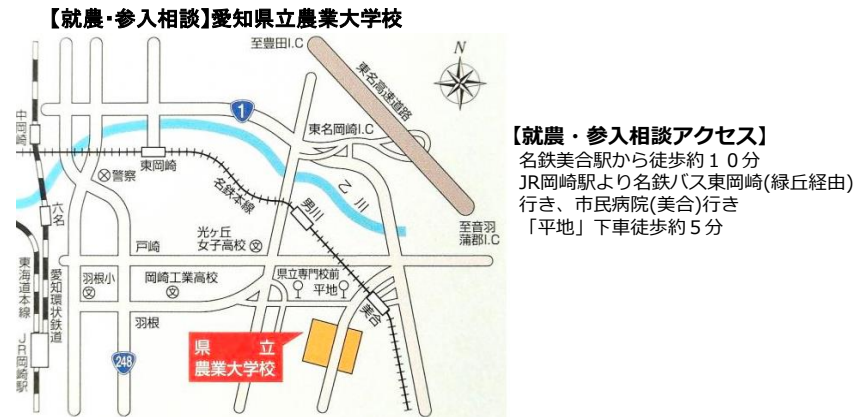 【就農・参入相談】愛知県立農業大学校
至豊田I.C
N
東名高速道路
1
東名岡崎I.C
中岡崎
東岡崎
警察
名鉄本線
乙川
男川
六名
光ヶ丘
女子高校
至音羽
蒲郡I.C
戸崎
東海道本線
愛知環状鉄道
羽根小
岡崎工業高校
県立専門校前
平地
美合
羽根
JR岡崎駅
248
県立
農業大学校
【就農・参入相談アクセス】
名鉄美合駅から徒歩約１０分
JR岡崎駅より名鉄バス東岡崎(緑丘経由)
行き、市民病院(美合)行き
「平地」下車徒歩約５分